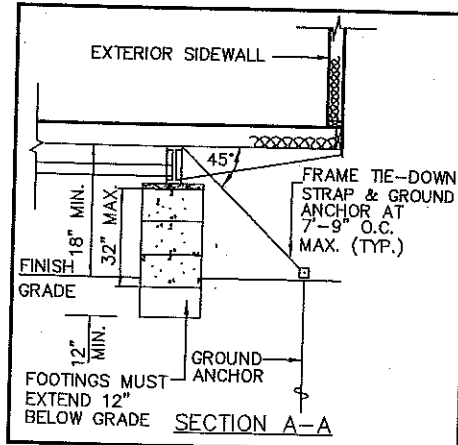 EXTERIOR SIDEWALL
45°
FRAME TIE-DOWN
STRAP & GROUND
ANCHOR AT
7'-9" O.C.
MAX. (TYP.)
18" MIN.
32" MAX.
FINISH
GRADE
12"
MIN.
GROUND
ANCHOR
FOOTINGS MUST
EXTEND 12"
BELOW GRADE
SECTION A-A